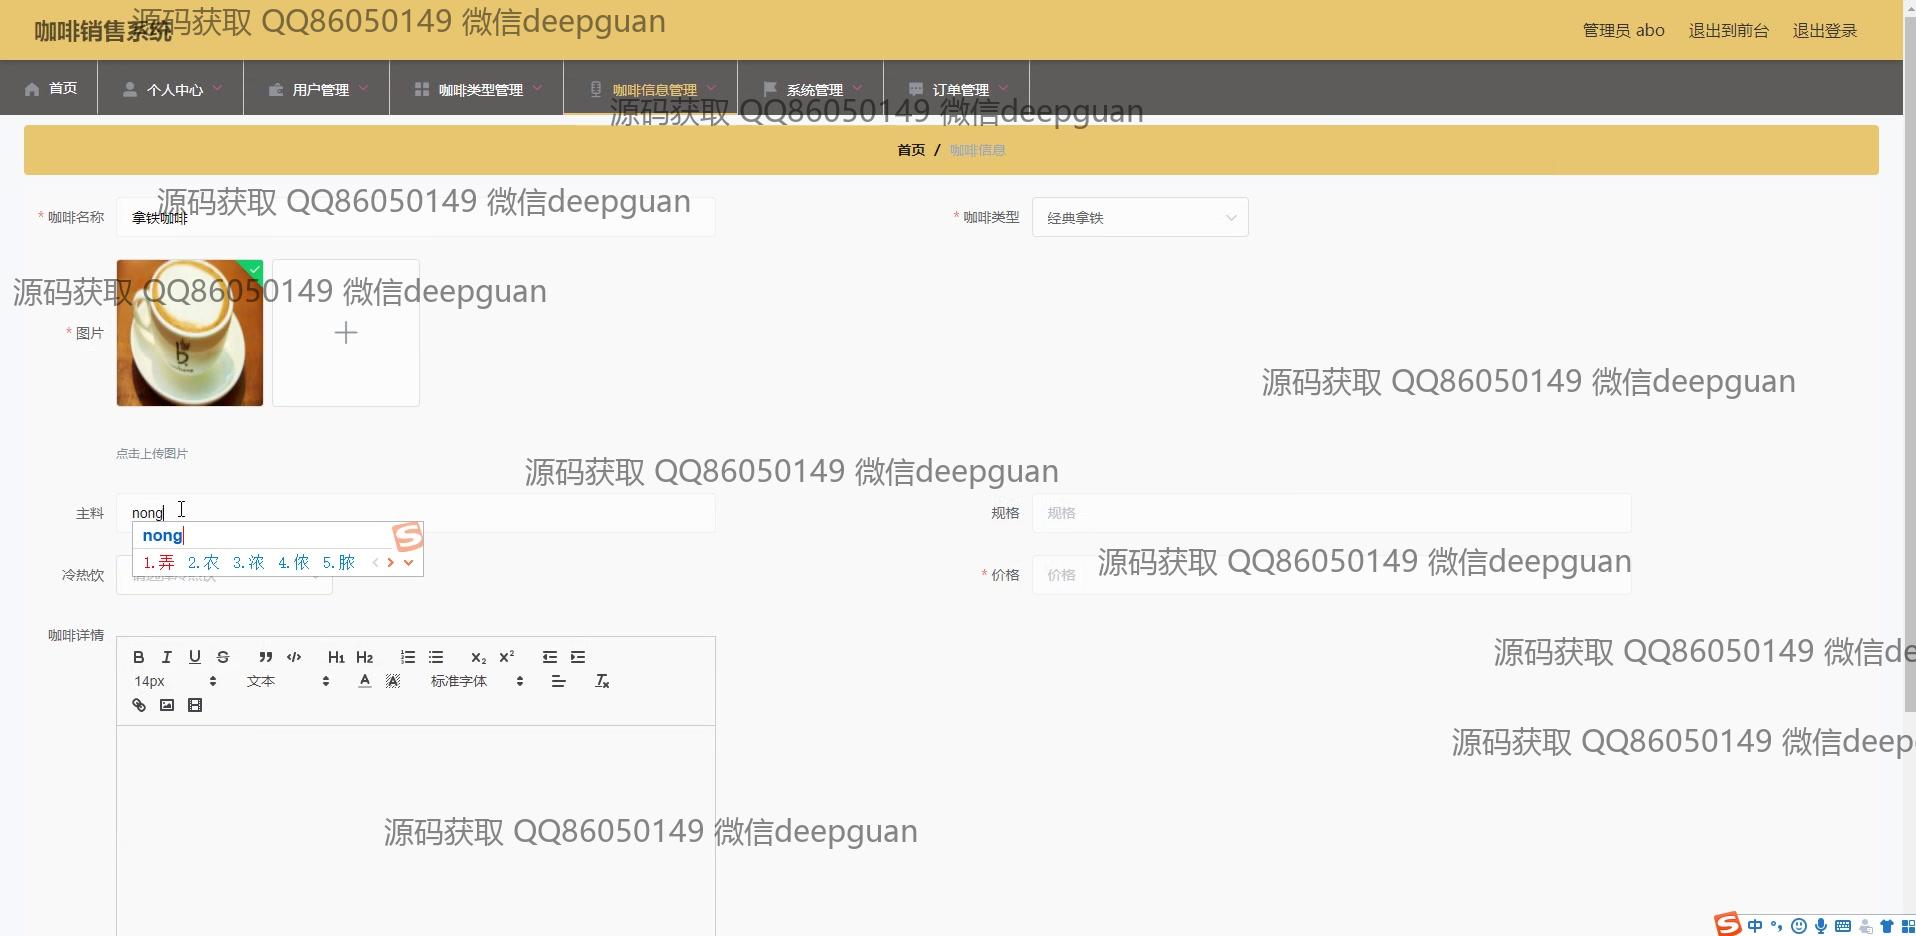 咖啡销售系统
源码获取 QQ86050149 微信deepguan
管理员 abo 退出到前台 退出登录
首页 个人中心 用户管理 咖啡类型管理 咖啡信息管理 系统管理 订单管理
源码获取 QQ86050149 微信deepguan
首页 / 咖啡信息
源码获取 QQ86050149 微信deepguan
* 咖啡名称 拿铁咖啡 * 咖啡类型 经典拿铁
源码获取 QQ86050149 微信deepguan
* 图片
源码获取 QQ86050149 微信deepguan
点击上传图片
源码获取 QQ86050149 微信deepguan
主料 nong 规格 规格
nong
1.弄 2.农 3.浓 4.侬 5.脓
源码获取 QQ86050149 微信deepguan
冷热饮 请选择冷热饮 * 价格 价格
咖啡详情
源码获取 QQ86050149 微信de
B I U S H1 H2 X2 X2
14px 文本 A A 标准字体 Tx
源码获取 QQ86050149 微信deep
源码获取 QQ86050149 微信deepguan
中